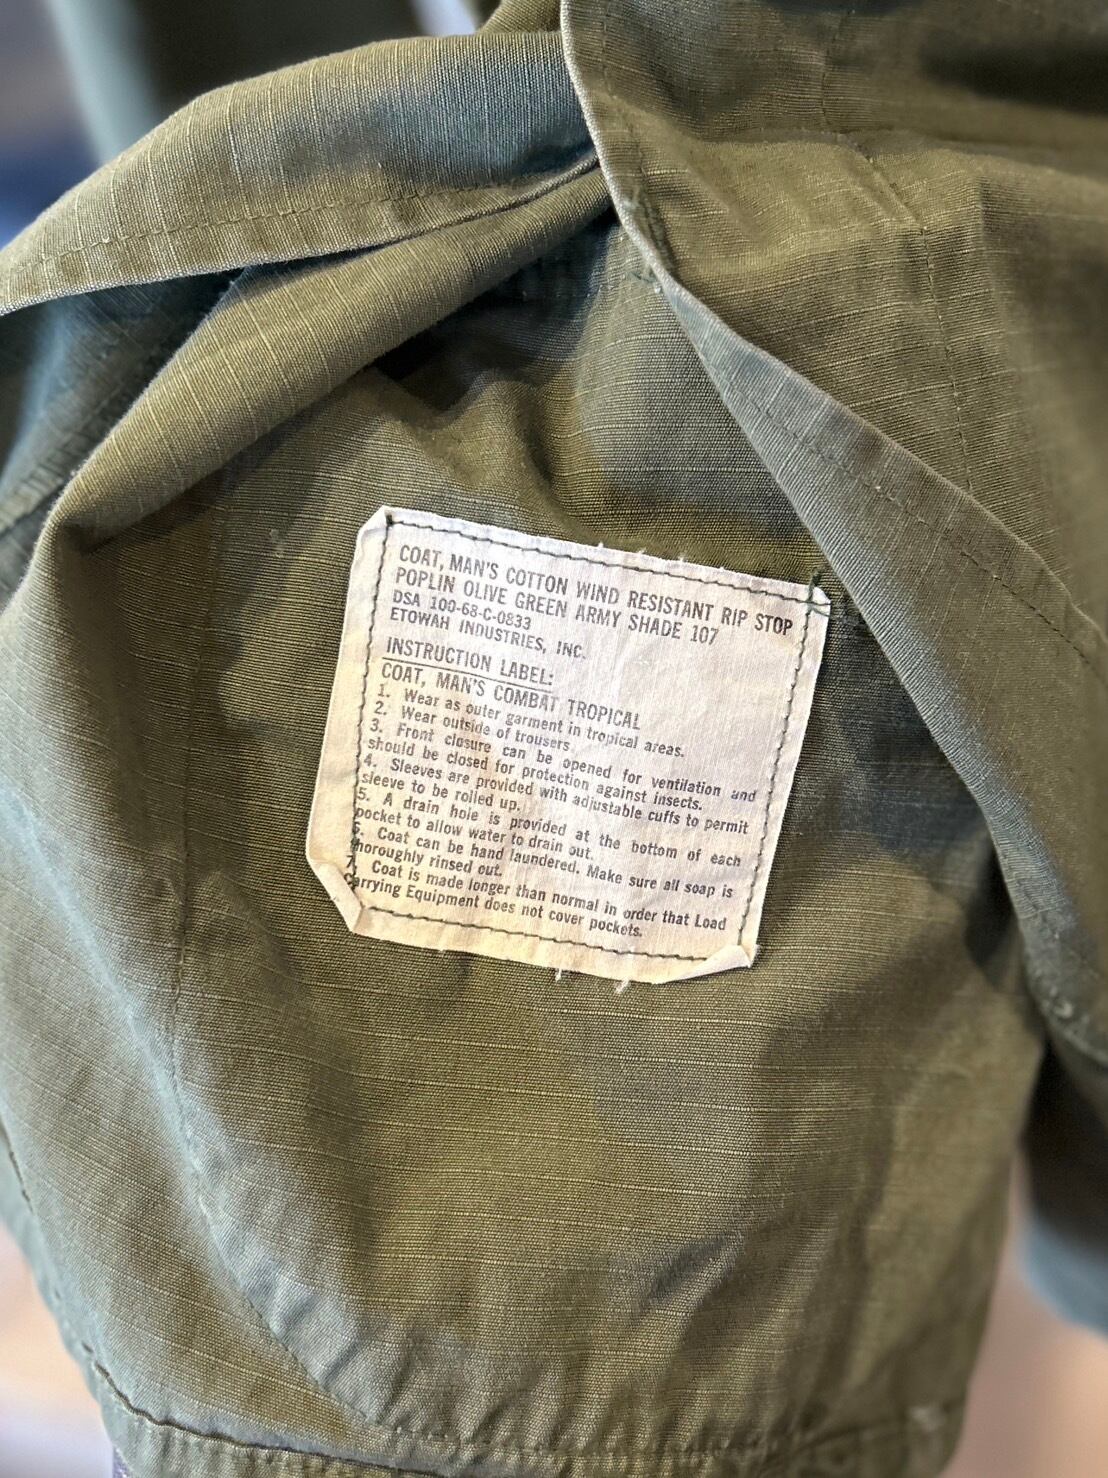 COAT, MAN'S COTTON WIND RESISTANT RIP STOP
POPLIN OLIVE GREEN ARMY SHADE 107
DSA 100-68-C-0833
ETOWAH INDUSTRIES, INC.
INSTRUCTION LABEL:
COAT, MAN'S COMBAT TROPICAL
1. Wear as outer garment in tropical areas.
2. Wear outside of trousers.
3. Front closure can be opened for ventilation and
should be closed for protection against insects.
4. Sleeves are provided with adjustable cuffs to permit
sleeve to be rolled up.
5. A drain hole is provided at the bottom of each
pocket to allow water to drain out.
6. Coat can be hand laundered. Make sure all soap is
thoroughly rinsed out.
7. Coat is made longer than normal in order that Load
Carrying Equipment does not cover pockets.